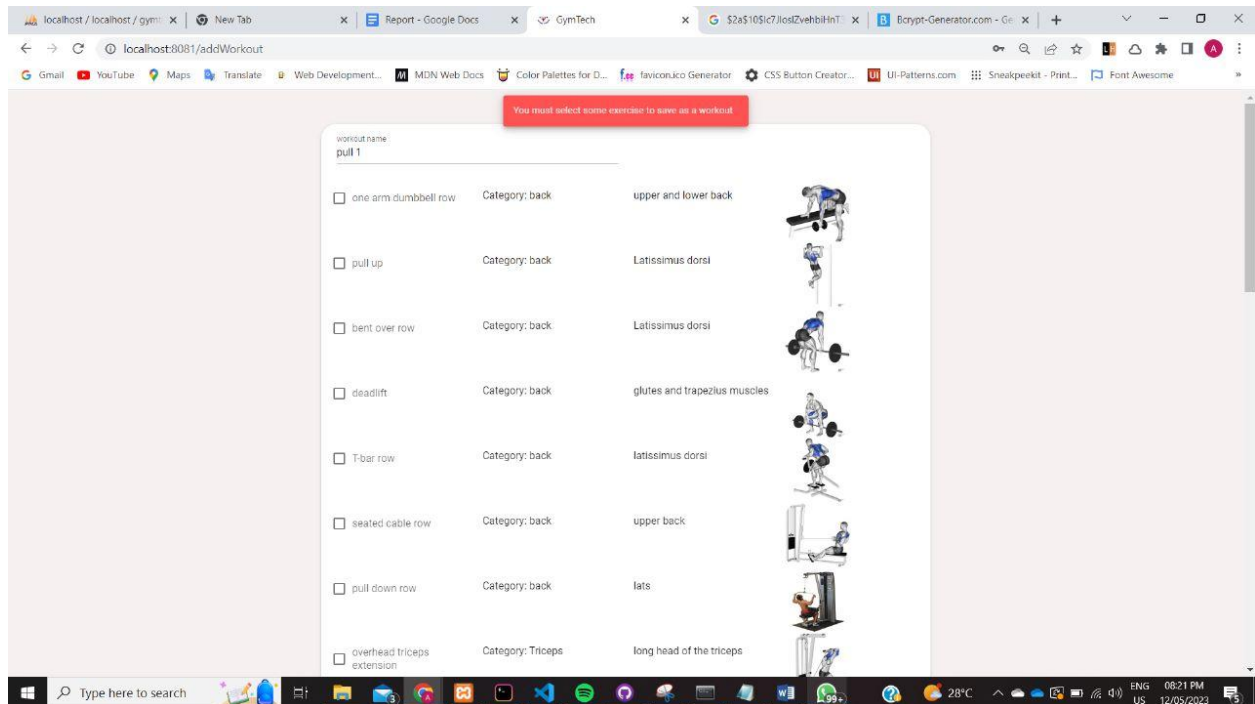 localhost / localhost / gym
New Tab
Report - Google Docs
GymTech
Bcrypt-Generator.com - Ge
localhost:8081/addWorkout
Gmail
YouTube
Maps
Translate
Web Development...
MDN Web Docs
Color Palettes for D...
favicon.ico Generator
CSS Button Creator...
UI-Patterns.com
Sneakpeekit - Print...
Font Awesome
You must select some exercise to save as a workout
workout name
pull 1
one arm dumbbell row Category: back upper and lower back
pull up Category: back Latissimus dorsi
bent over row Category: back Latissimus dorsi
deadlift Category: back glutes and trapezius muscles
T-bar row Category: back latissimus dorsi
seated cable row Category: back upper back
pull down row Category: back lats
overhead triceps Category: Triceps long head of the triceps
extension
Type here to search
99+
28°C
ENG 08:21 PM
US 12/05/2023